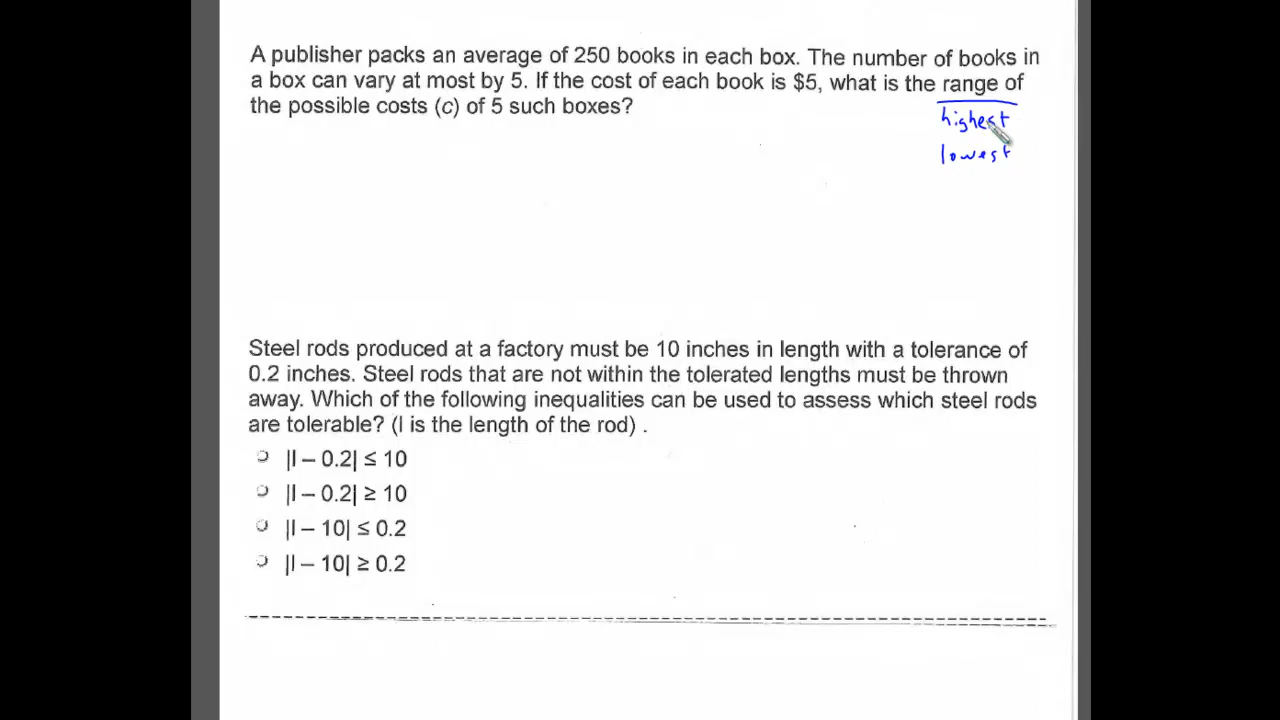 A publisher packs an average of 250 books in each box. The number of books in
a box can vary at most by 5. If the cost of each book is $5, what is the range of
the possible costs (c) of 5 such boxes?
highest
lowest
Steel rods produced at a factory must be 10 inches in length with a tolerance of
0.2 inches. Steel rods that are not within the tolerated lengths must be thrown
away. Which of the following inequalities can be used to assess which steel rods
are tolerable? (l is the length of the rod) .
|l – 0.2| ≤ 10
|l – 0.2| ≥ 10
|l – 10| ≤ 0.2
|l – 10| ≥ 0.2